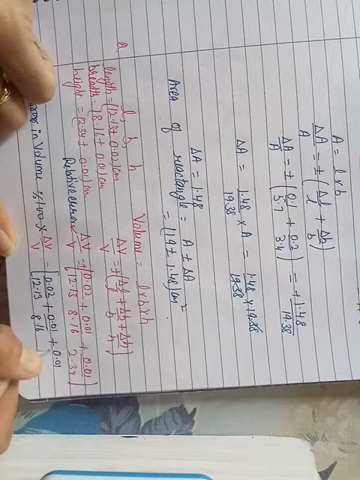 A = l x b
ΔA/A = ± (Δl/l + Δb/b)
ΔA/A = ± (0.1/5.7 + 0.2/3.4) = ± 1.48/19.38
ΔA = 1.48/19.38 x A = 1.48 x 19.38/19.38
ΔA = 1.48
Area of rectangle = A ± ΔA
= (19 ± 1.48) cm²
l b h Volume = l x b x h
A length = (12.13 ± 0.02) cm ΔV/V = ± (Δl/l + Δb/b + Δh/h)
breadth = (8.16 ± 0.01) cm
height = (2.34 ± 0.01) cm
Relative error ΔV/V = ± (0.02/12.13 + 0.01/8.16 + 0.01/2.34)
error in Volume % 100 x ΔV/V = (0.02/12.13 + 0.01/8.16 + 0.01